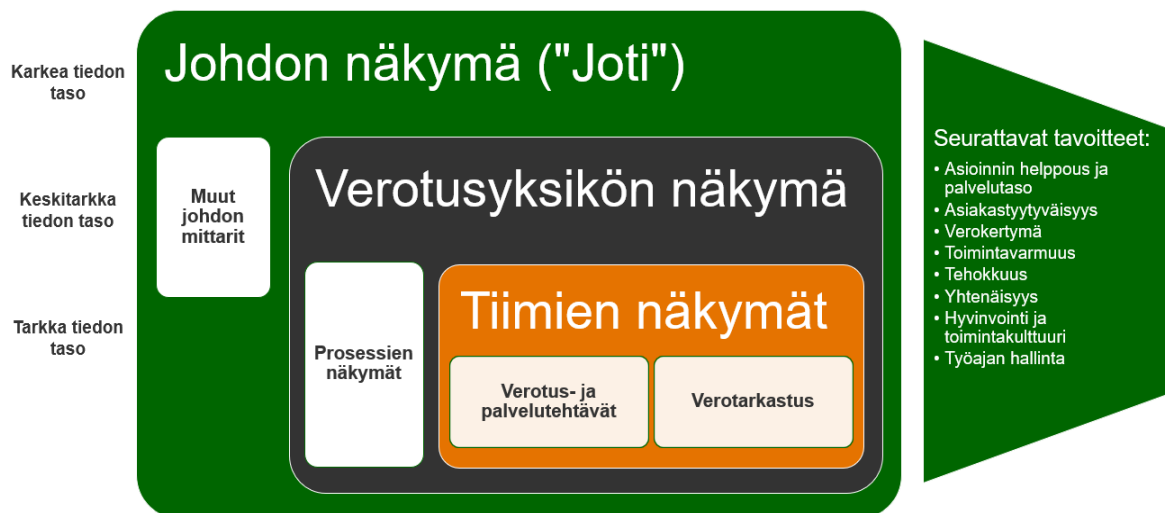 Johdon näkymä ("Joti")
Karkea tiedon
taso
Keskitarkka
tiedon taso
Tarkka tiedon
taso
Muut
johdon
mittarit
Verotusyksikön näkymä
Prosessien
näkymät
Tiimien näkymät
Verotus- ja
palvelutehtävät
Verotarkastus
Seurattavat tavoitteet:
• Asioinnin helppous ja
palvelutaso
• Asiakastyytyväisyys
• Verokertymä
• Toimintavarmuus
• Tehokkuus
• Yhtenäisyys
• Hyvinvointi ja
toimintakulttuuri
• Työajan hallinta